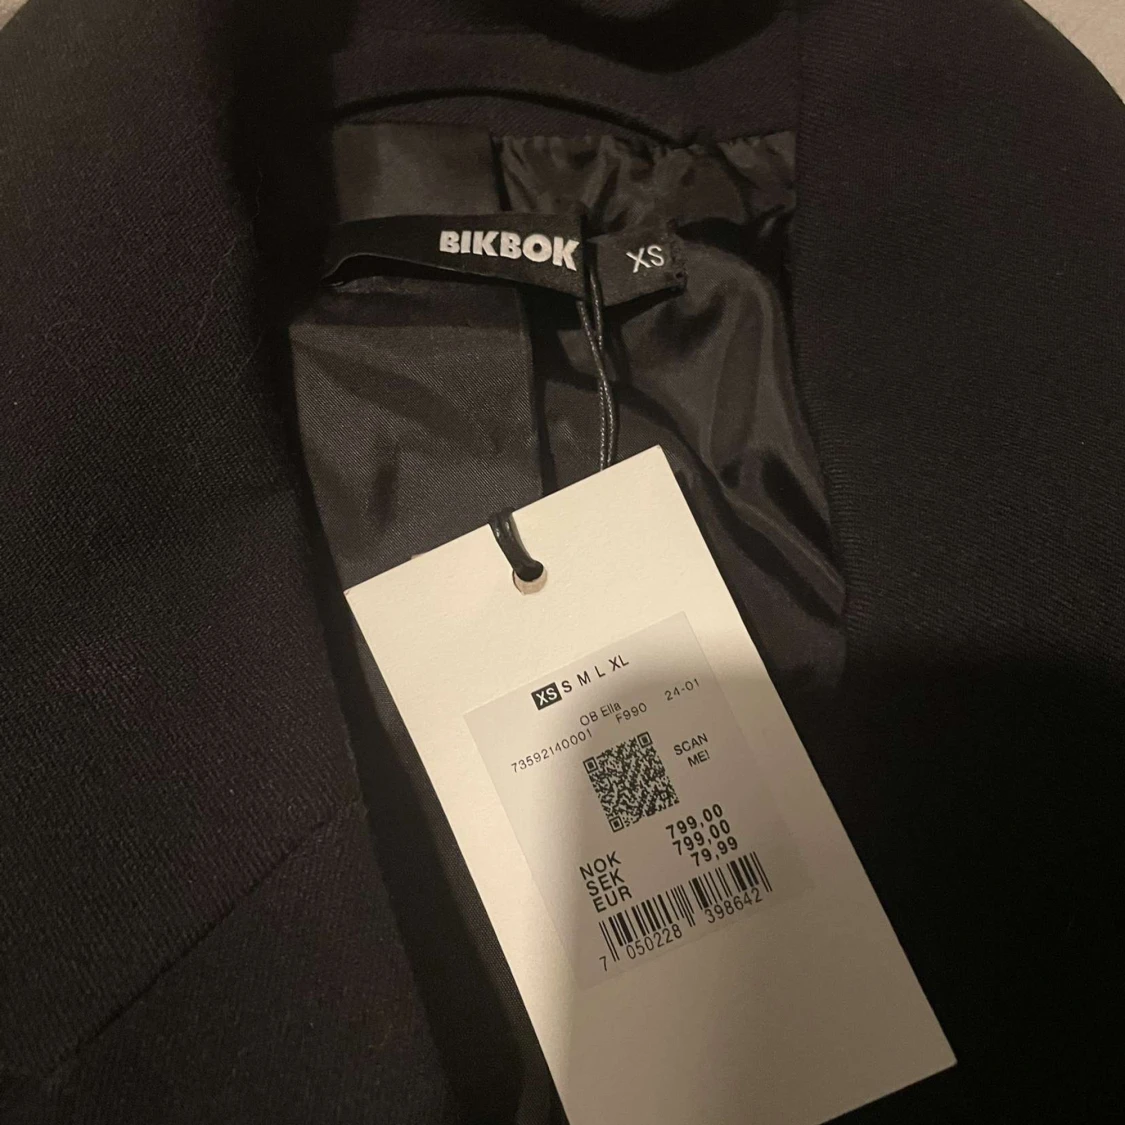 BIKBOK
XS
XS S M L XL
OB Ella
73592140001 F990 24-01
SCAN
ME!
NOK 799,00
SEK 799,00
EUR 79,99
7 050228 398642